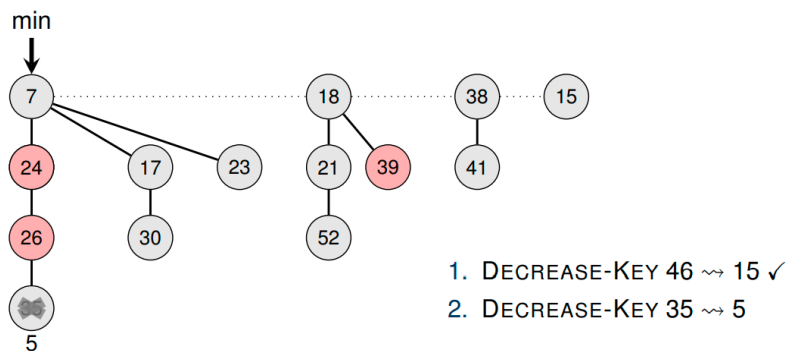 min
7 18 38 15
24 17 23 21 39 41
26 30 52
35
5
1. DECREASE-KEY 46 ⇝ 15 ✓
2. DECREASE-KEY 35 ⇝ 5